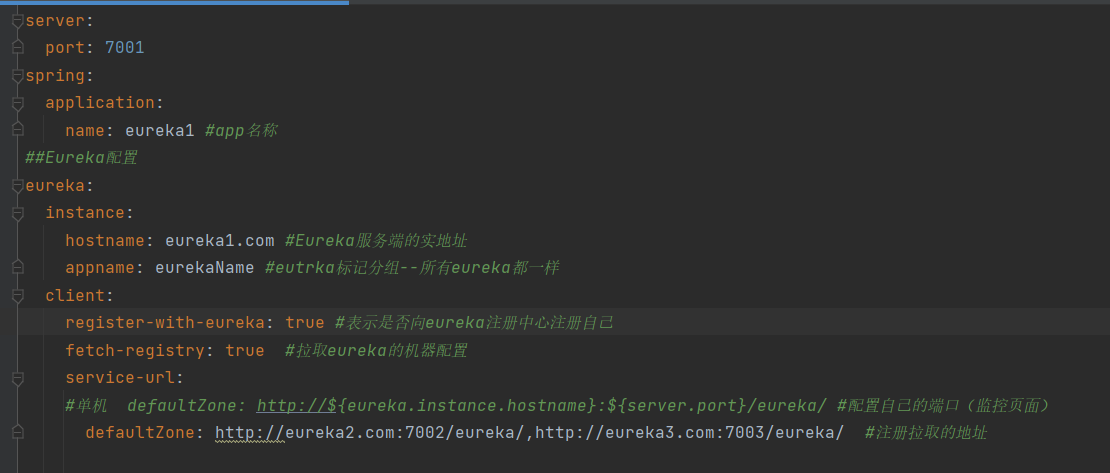 server:
  port: 7001
spring:
  application:
    name: eureka1 #app名称
##Eureka配置
eureka:
  instance:
    hostname: eureka1.com #Eureka服务端的实地址
    appname: eurekaName #eutrka标记分组--所有eureka都一样
  client:
    register-with-eureka: true #表示是否向eureka注册中心注册自己
    fetch-registry: true  #拉取eureka的机器配置
    service-url:
    #单机  defaultZone: http://${eureka.instance.hostname}:${server.port}/eureka/ #配置自己的端口（监控页面）
      defaultZone: http://eureka2.com:7002/eureka/,http://eureka3.com:7003/eureka/  #注册拉取的地址